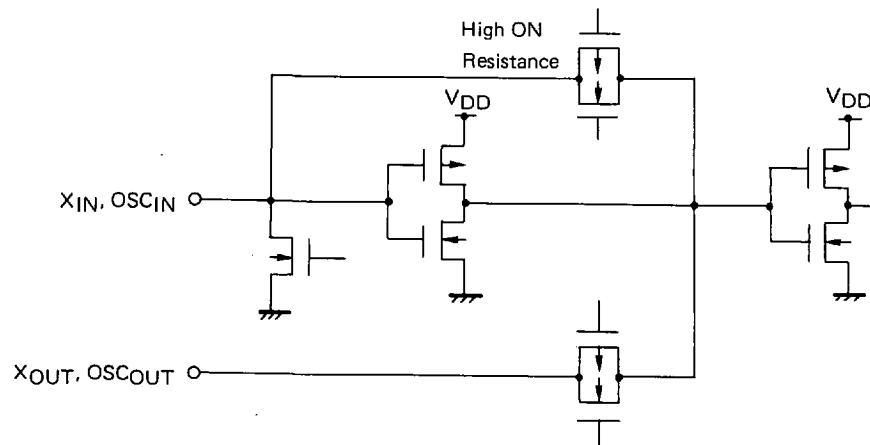 High ON
Resistance
VDD
VDD
XIN, OSCIN
XOUT, OSCOUT